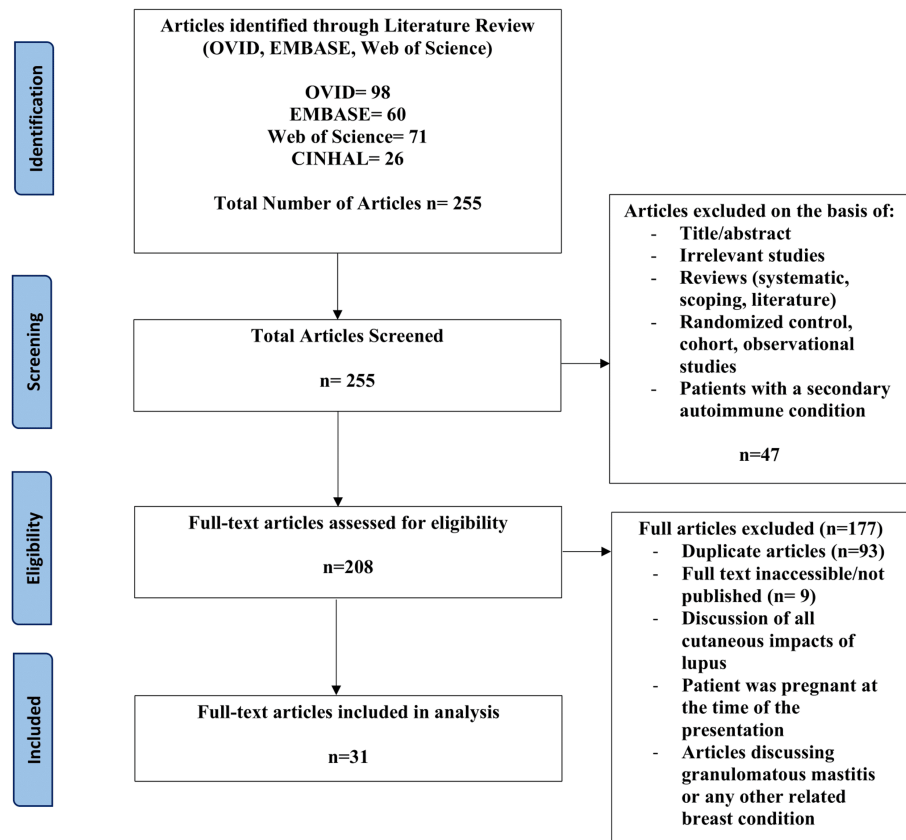 Identification
Articles identified through Literature Review
(OVID, EMBASE, Web of Science)
OVID= 98
EMBASE= 60
Web of Science= 71
CINHAL= 26
Total Number of Articles n= 255
Screening
Total Articles Screened
n= 255
Articles excluded on the basis of:
- Title/abstract
- Irrelevant studies
- Reviews (systematic,
scoping, literature)
- Randomized control,
cohort, observational
studies
- Patients with a secondary
autoimmune condition
n=47
Eligibility
Full-text articles assessed for eligibility
n=208
Full articles excluded (n=177)
- Duplicate articles (n=93)
- Full text inaccessible/not
published (n= 9)
- Discussion of all
cutaneous impacts of
lupus
- Patient was pregnant at
the time of the
presentation
- Articles discussing
granulomatous mastitis
or any other related
breast condition
Included
Full-text articles included in analysis
n=31